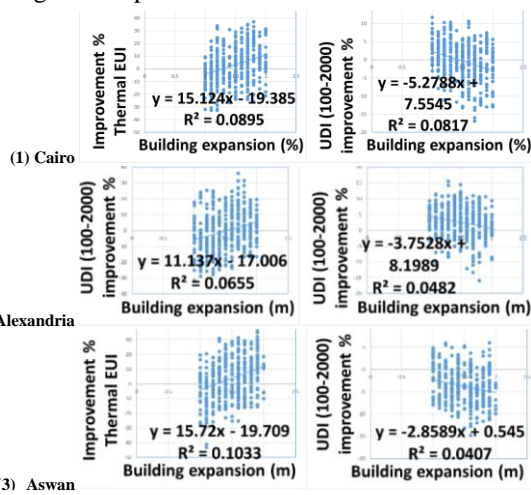 Improvement %
Thermal EUI
y = 15.124x - 19.385
R² = 0.0895
Building expansion (%)
UDI (100-2000)
improvement %
y = -5.2788x +
7.5545
R² = 0.0817
Building expansion (%)
(1) Cairo
UDI (100-2000)
improvement %
y = 11.137x - 17.006
R² = 0.0655
Building expansion (m)
UDI (100-2000)
improvement %
y = -3.7528x +
8.1989
R² = 0.0482
Building expansion (m)
Alexandria
Improvement %
Thermal EUI
y = 15.72x - 19.709
R² = 0.1033
Building expansion (m)
UDI (100-2000)
improvement %
y = -2.8589x + 0.545
R² = 0.0407
Building expansion (m)
(3) Aswan